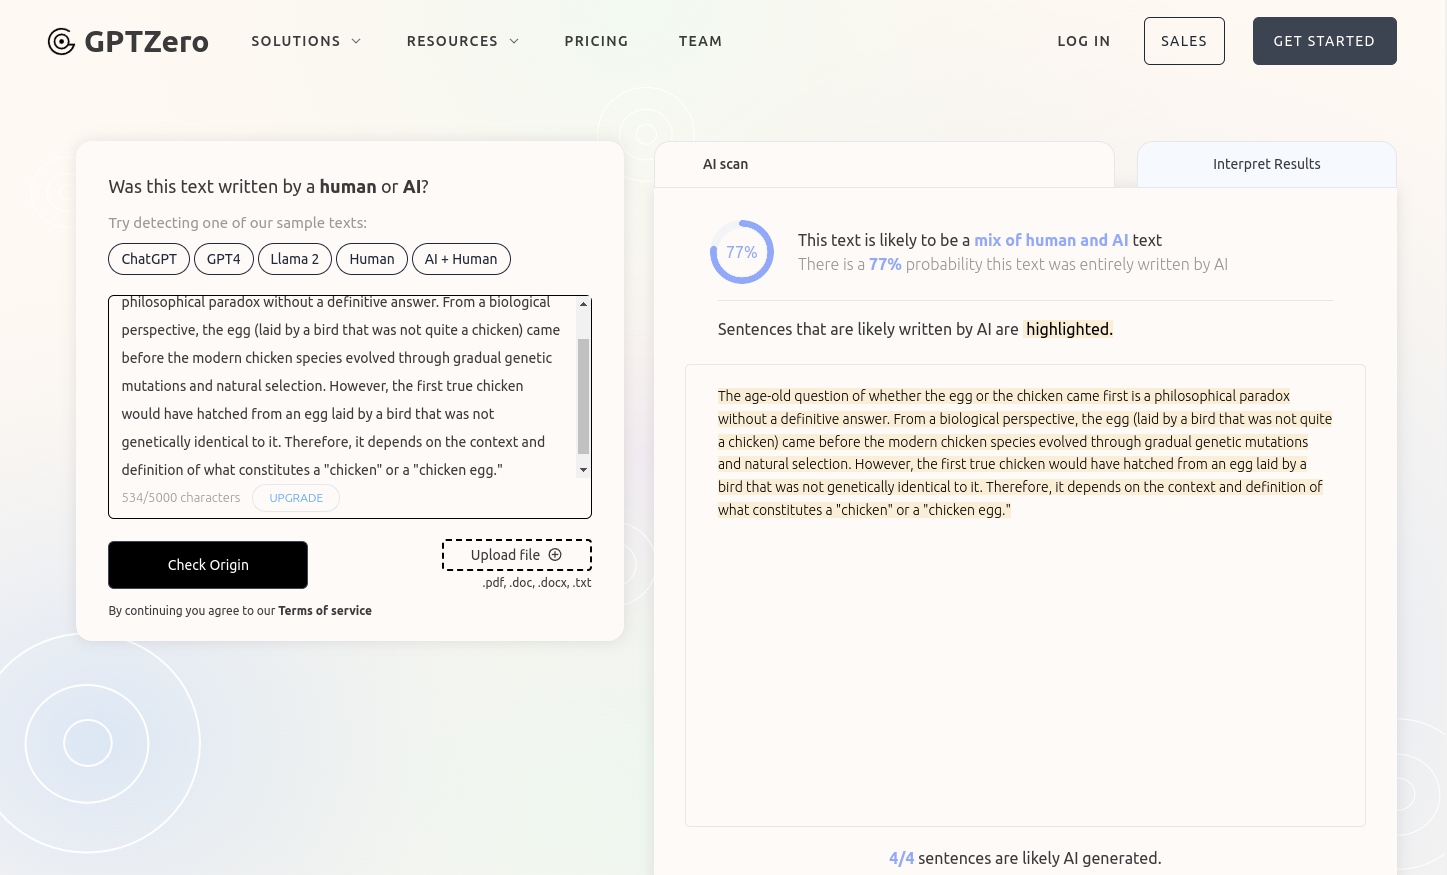 GPTZero
SOLUTIONS
RESOURCES
PRICING
TEAM
LOG IN
SALES
GET STARTED
Was this text written by a human or AI?
Try detecting one of our sample texts:
ChatGPT
GPT4
Llama 2
Human
AI + Human
philosophical paradox without a definitive answer. From a biological
perspective, the egg (laid by a bird that was not quite a chicken) came
before the modern chicken species evolved through gradual genetic
mutations and natural selection. However, the first true chicken
would have hatched from an egg laid by a bird that was not
genetically identical to it. Therefore, it depends on the context and
definition of what constitutes a "chicken" or a "chicken egg."
534/5000 characters
UPGRADE
Check Origin
Upload file
.pdf, .doc, .docx, .txt
By continuing you agree to our Terms of service
AI scan
Interpret Results
77%
This text is likely to be a mix of human and AI text
There is a 77% probability this text was entirely written by AI
Sentences that are likely written by AI are highlighted.
The age-old question of whether the egg or the chicken came first is a philosophical paradox
without a definitive answer. From a biological perspective, the egg (laid by a bird that was not quite
a chicken) came before the modern chicken species evolved through gradual genetic mutations
and natural selection. However, the first true chicken would have hatched from an egg laid by a
bird that was not genetically identical to it. Therefore, it depends on the context and definition of
what constitutes a "chicken" or a "chicken egg."
4/4 sentences are likely AI generated.